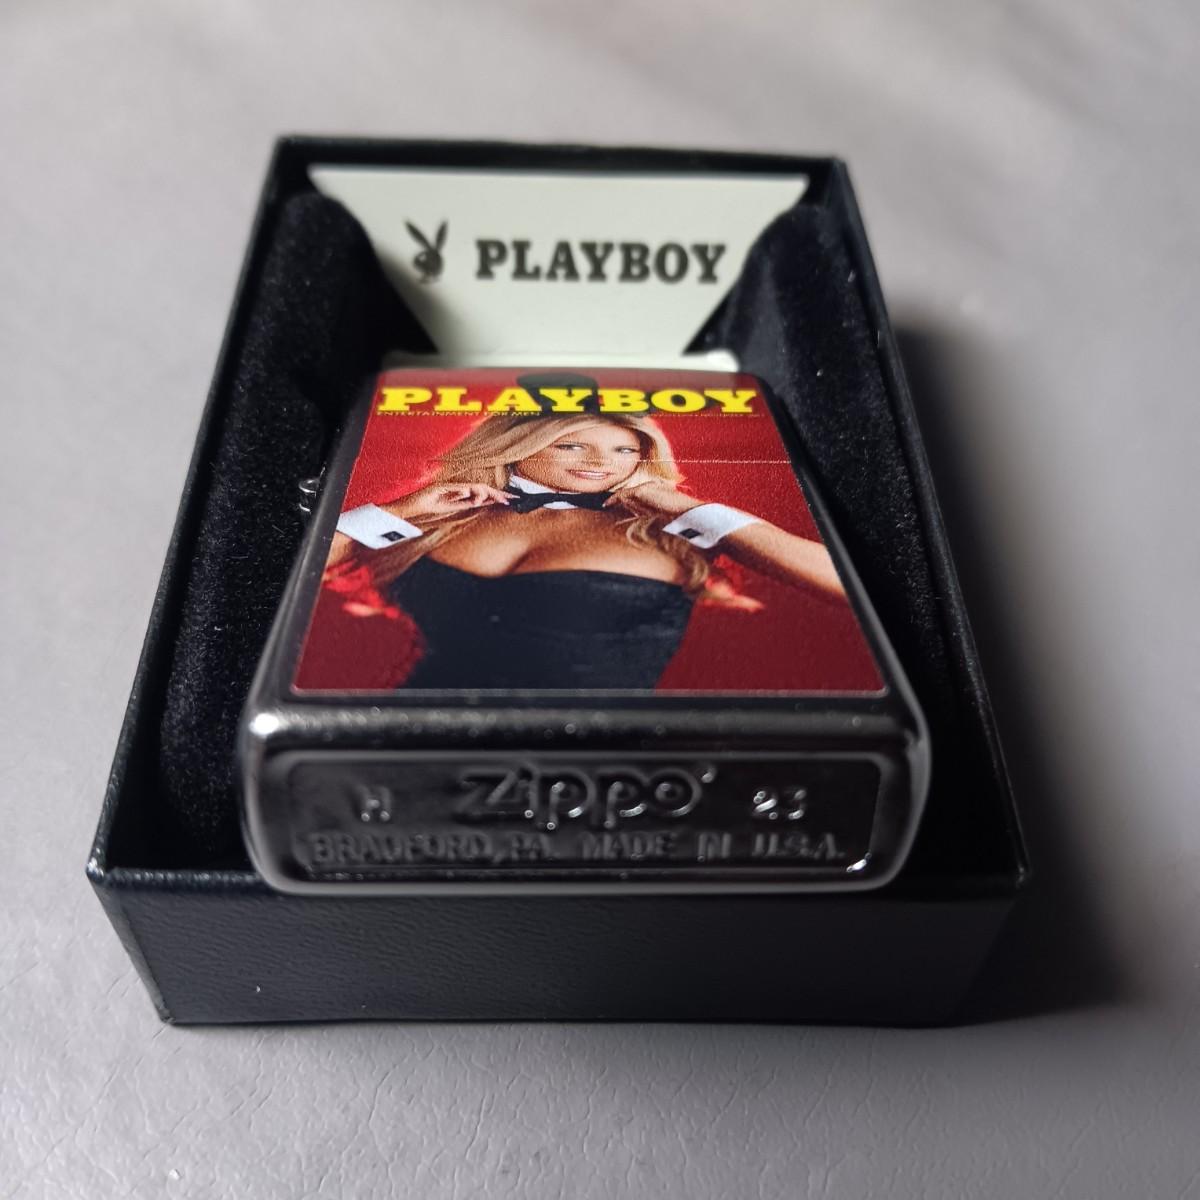 PLAYBOY
PLAYBOY
ENTERTAINMENT FOR MEN
H Zippo 23
BRADFORD, PA. MADE IN U.S.A.